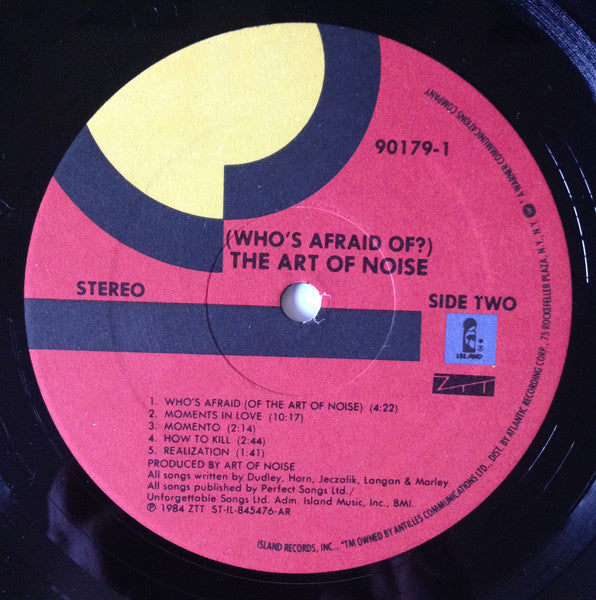 90179-1
(WHO'S AFRAID OF?)
THE ART OF NOISE
STEREO
SIDE TWO
ISLAND
ZTT
1. WHO'S AFRAID (OF THE ART OF NOISE) (4:22)
2. MOMENTS IN LOVE (10:17)
3. MOMENTO (2:14)
4. HOW TO KILL (2:44)
5. REALIZATION (1:41)
PRODUCED BY ART OF NOISE
All songs written by Dudley, Horn, Jeczalik, Langan & Morley
All songs published by Perfect Songs Ltd./
Unforgettable Songs Ltd. Adm. Island Music, Inc., BMI.
℗ 1984 ZTT ST-IL-845476-AR
ISLAND RECORDS, INC., *TM OWNED BY ANTILLES COMMUNICATIONS LTD., DIST. BY ATLANTIC RECORDING CORP. 75 ROCKEFELLER PLAZA, N.Y., N.Y. A WARNER COMMUNICATIONS COMPANY